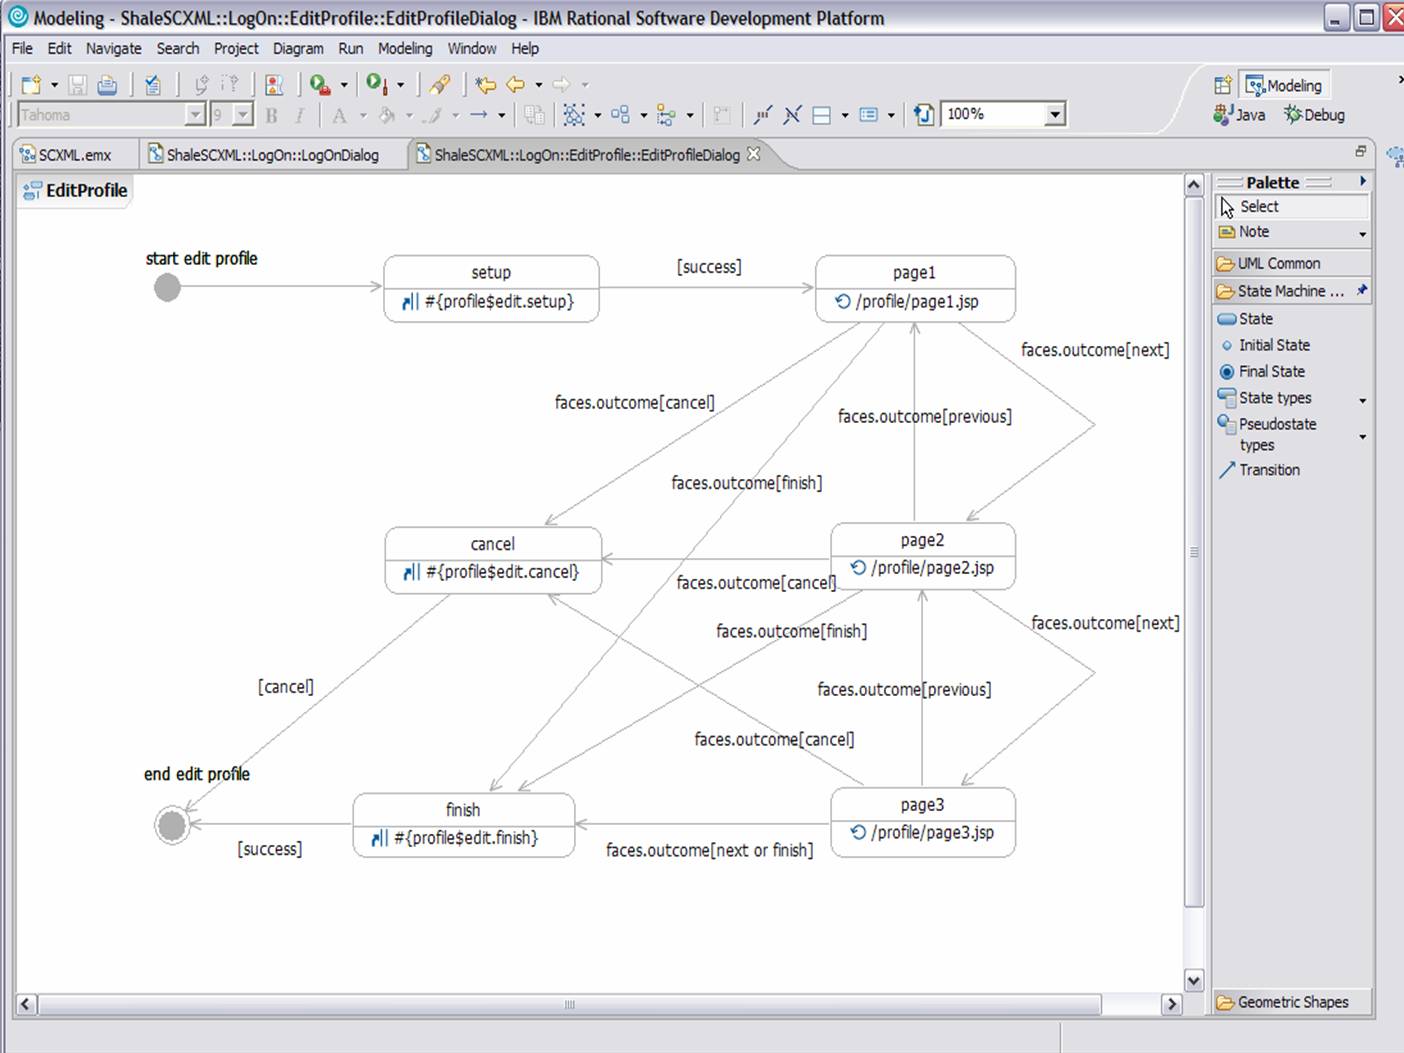 Modeling - ShaleSCXML::LogOn::EditProfile::EditProfileDialog - IBM Rational Software Development Platform
File Edit Navigate Search Project Diagram Run Modeling Window Help
Modeling
Tahoma 9 B I A 100% Java Debug
SCXML.emx ShaleSCXML::LogOn::LogOnDialog ShaleSCXML::LogOn::EditProfile::EditProfileDialog
EditProfile
Palette
Select
Note
UML Common
State Machine ...
State
Initial State
Final State
State types
Pseudostate
types
Transition
Geometric Shapes
start edit profile
setup
#{profile$edit.setup}
[success]
page1
/profile/page1.jsp
faces.outcome[next]
faces.outcome[cancel]
faces.outcome[previous]
faces.outcome[finish]
cancel
#{profile$edit.cancel}
page2
/profile/page2.jsp
faces.outcome[cancel]
faces.outcome[finish]
faces.outcome[next]
[cancel]
faces.outcome[previous]
faces.outcome[cancel]
end edit profile
finish
#{profile$edit.finish}
page3
/profile/page3.jsp
[success]
faces.outcome[next or finish]